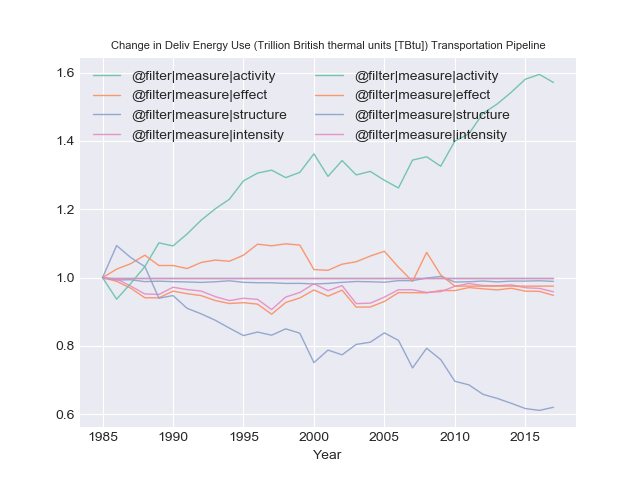 Change in Deliv Energy Use (Trillion British thermal units [TBtu]) Transportation Pipeline
@filter|measure|activity @filter|measure|activity
@filter|measure|effect @filter|measure|effect
@filter|measure|structure @filter|measure|structure
@filter|measure|intensity @filter|measure|intensity
1.6
1.4
1.2
1.0
0.8
0.6
1985 1990 1995 2000 2005 2010 2015
Year